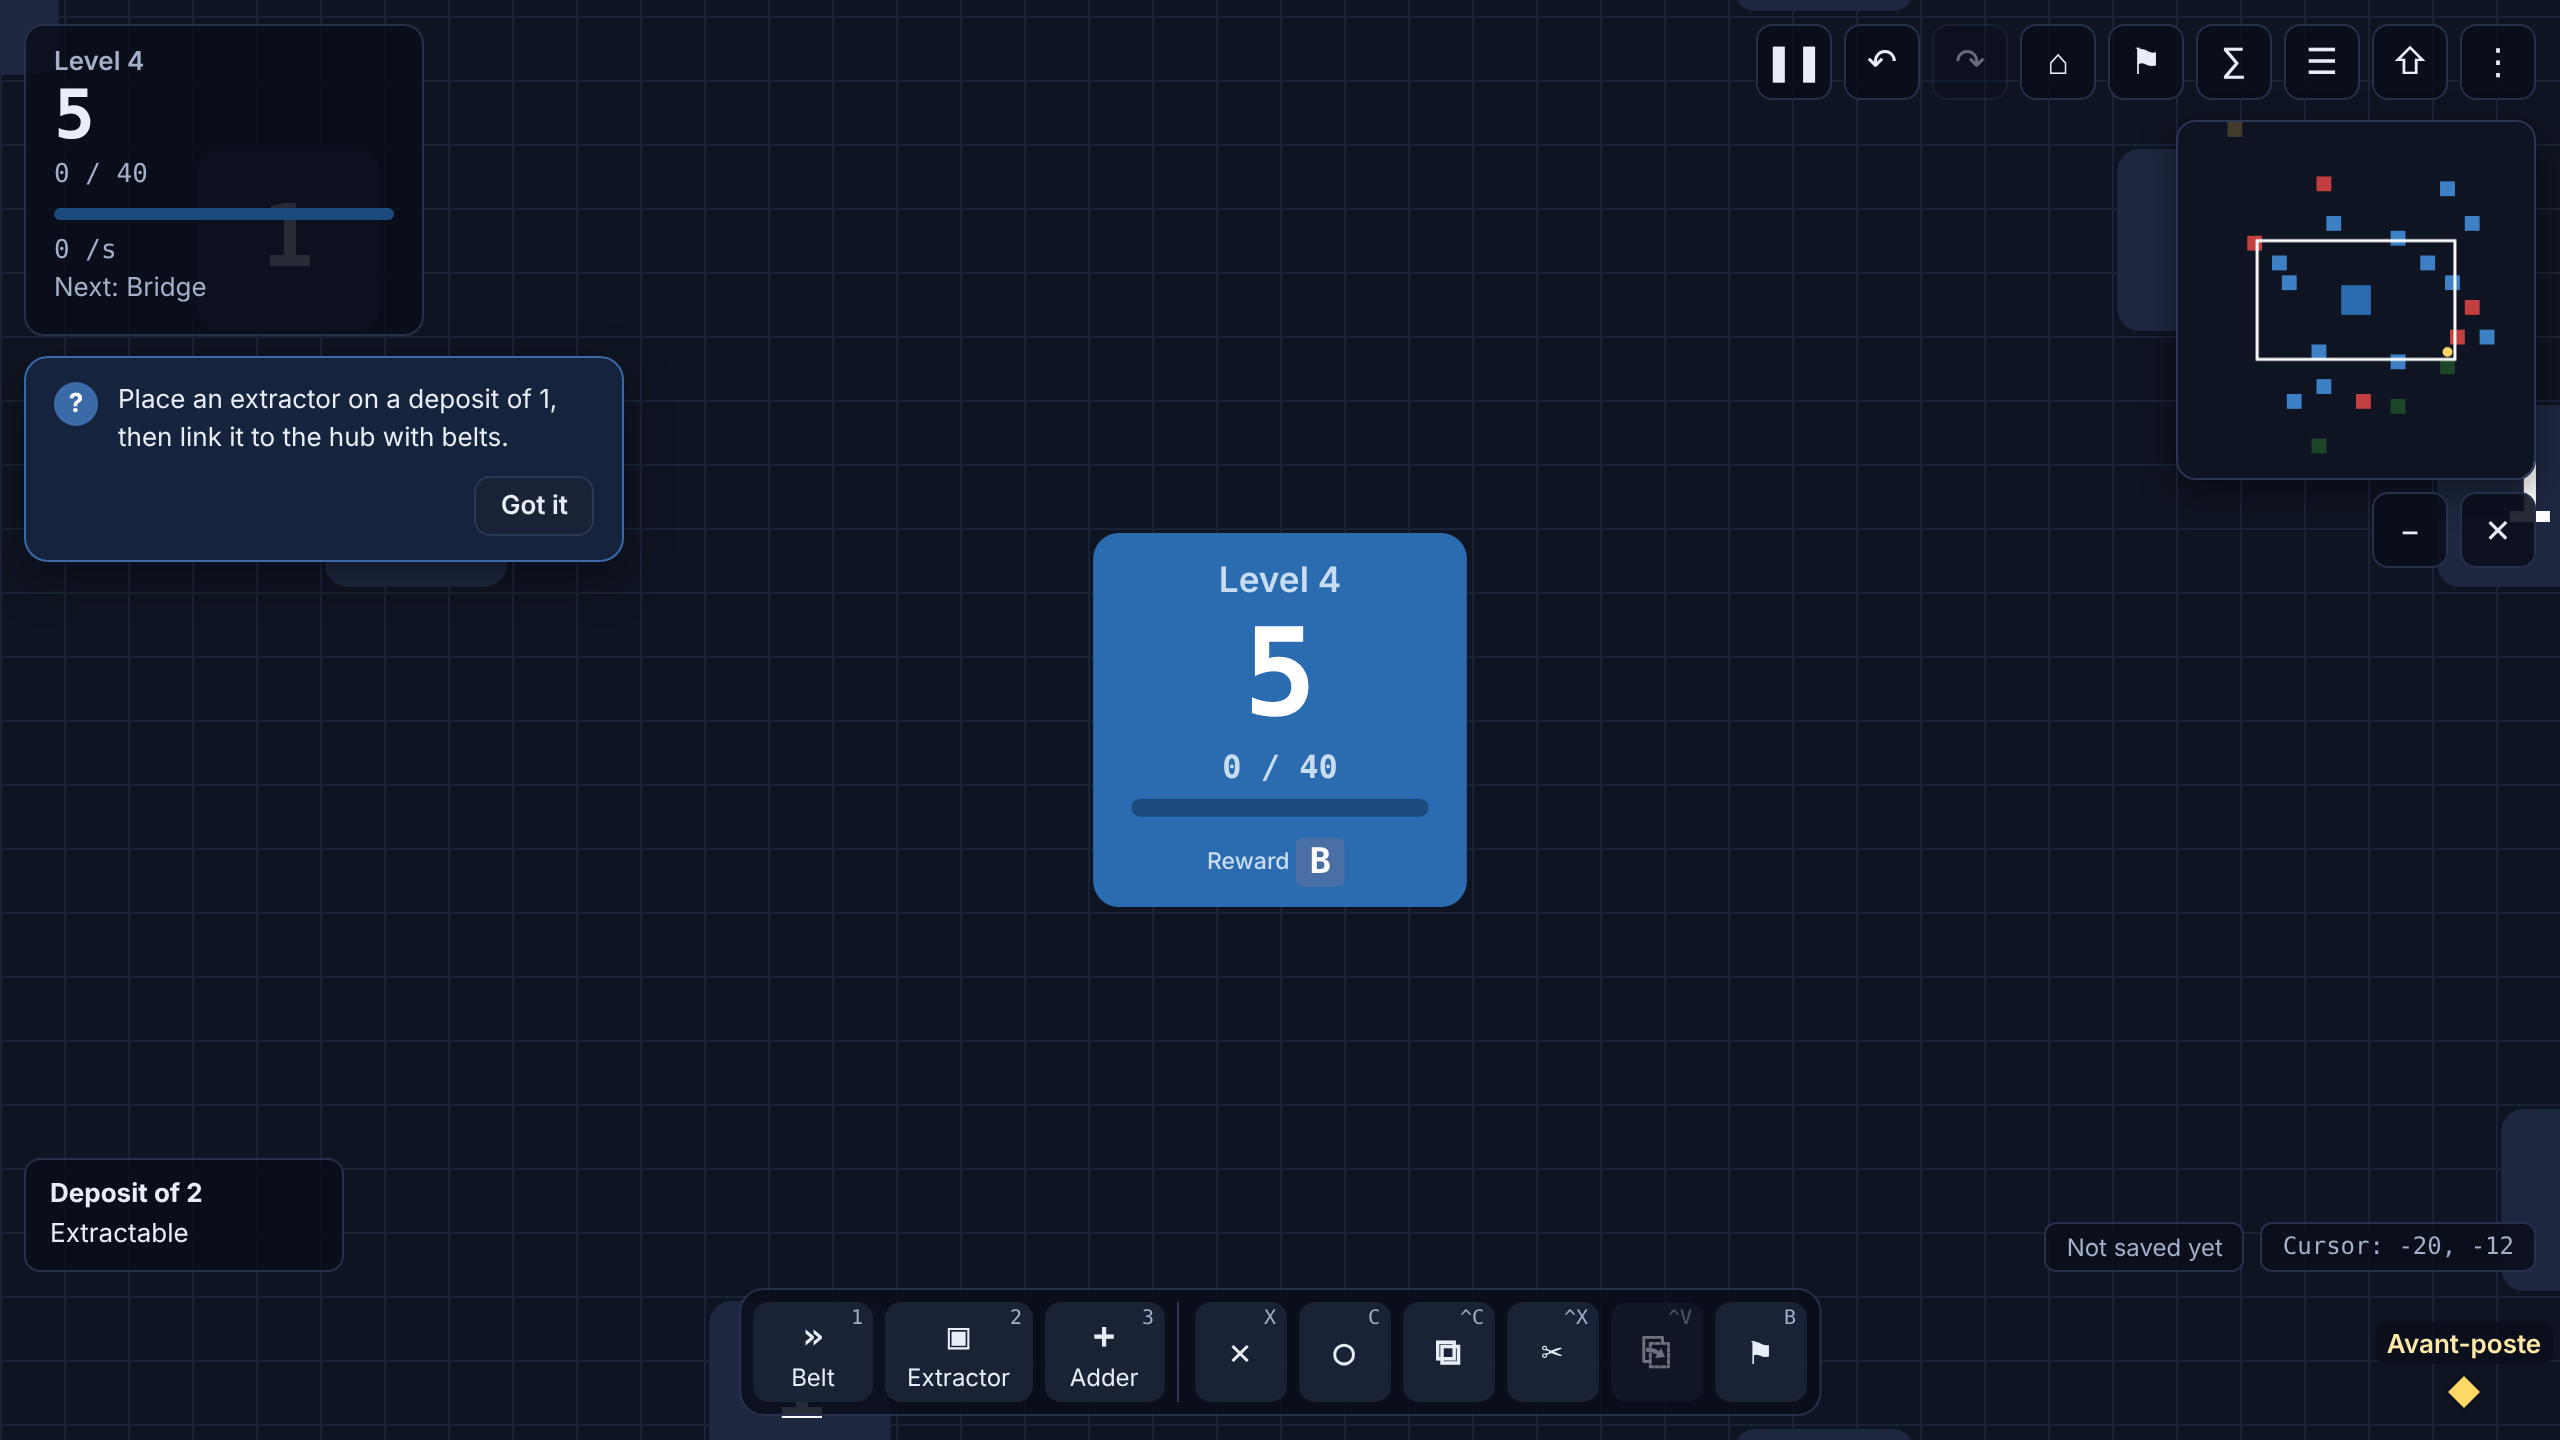 Level 4
5
0 / 40
1
0 /s
Next: Bridge
? Place an extractor on a deposit of 1,
then link it to the hub with belts.
Got it
Level 4
5
0 / 40
Reward B
Deposit of 2
Extractable
Not saved yet
Cursor: -20, -12
Avant-poste
1
Belt
2
Extractor
3
Adder
X
C
^C
^X
^V
B